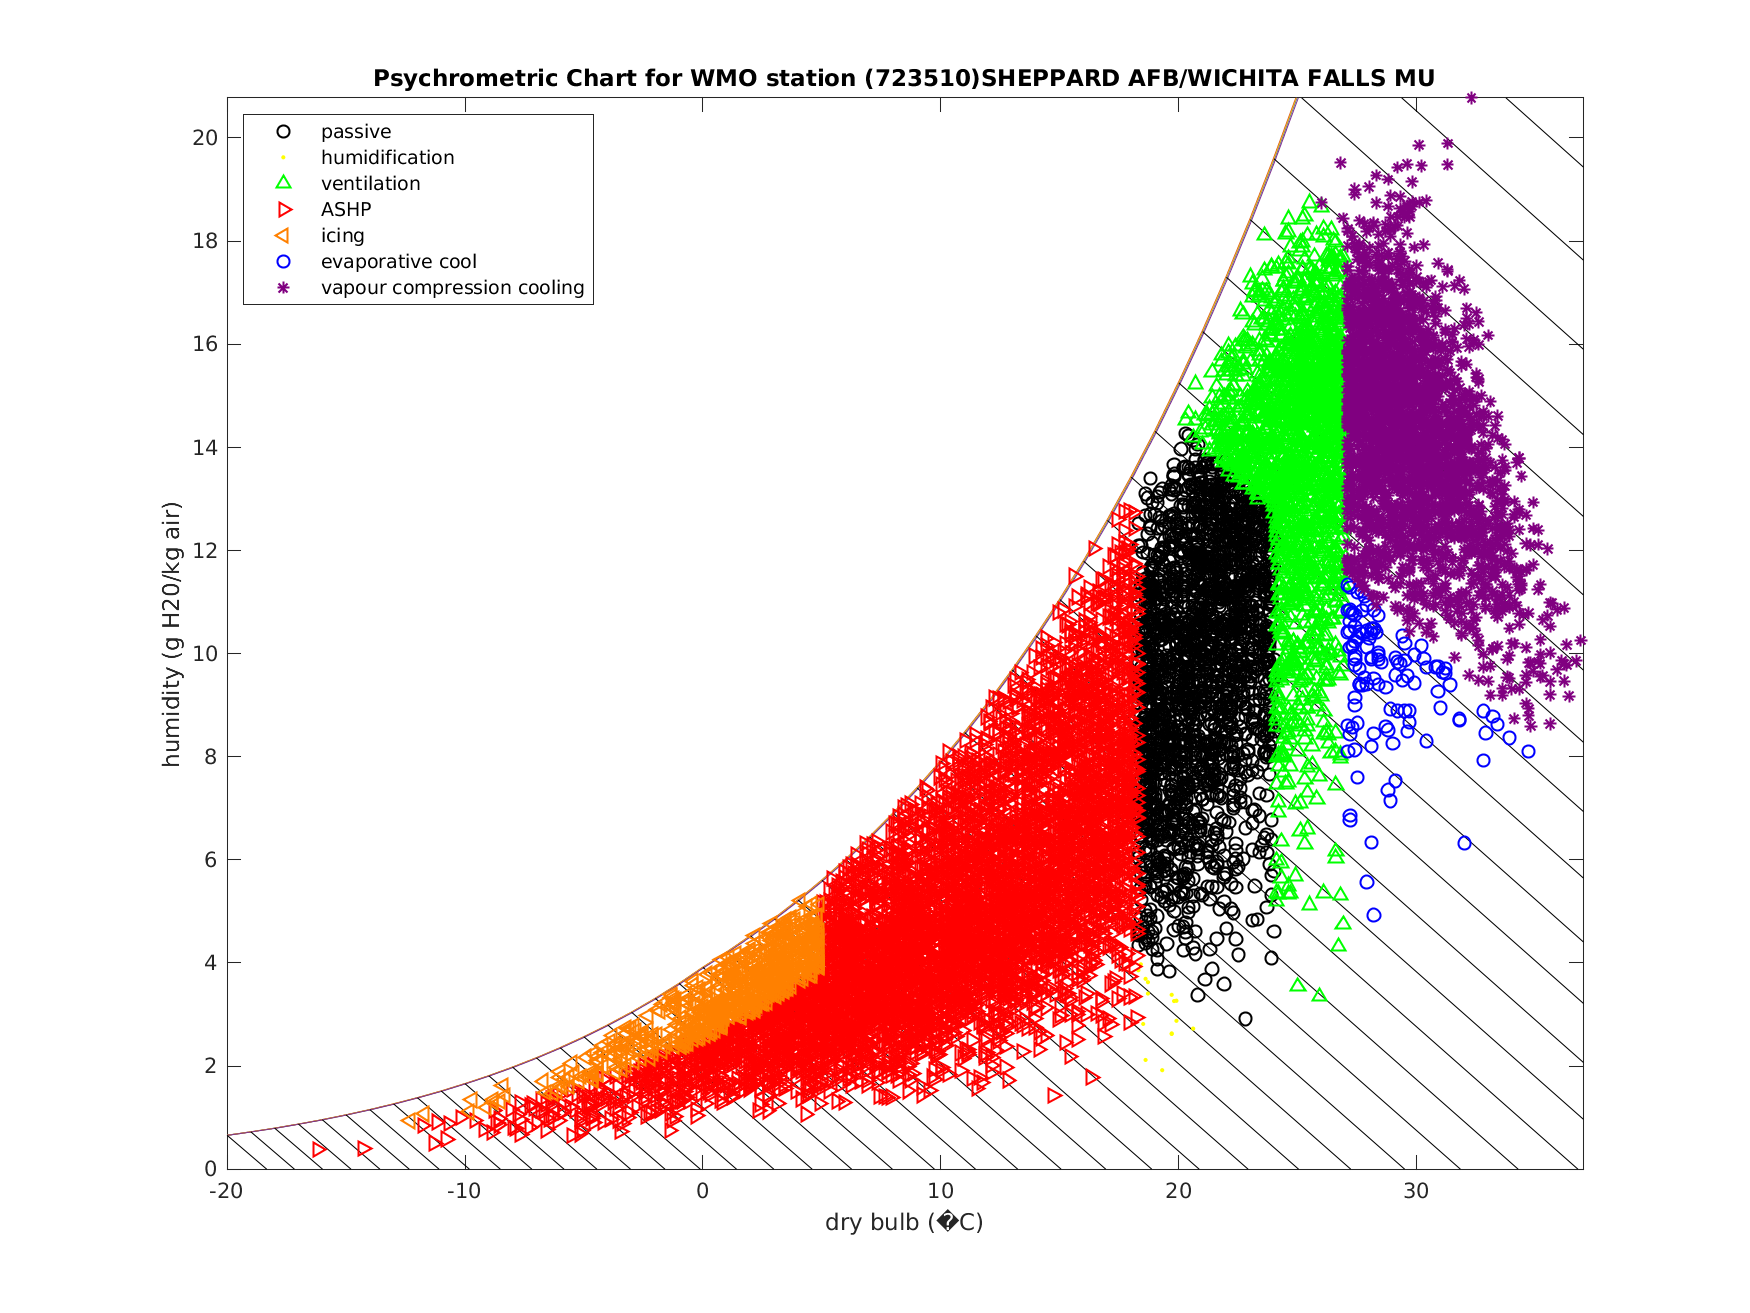 Psychrometric Chart for WMO station (723510)SHEPPARD AFB/WICHITA FALLS MU
passive
humidification
ventilation
ASHP
icing
evaporative cool
vapour compression cooling
humidity (g H20/kg air)
20
18
16
14
12
10
8
6
4
2
0
-20
-10
0
10
20
30
dry bulb (�C)